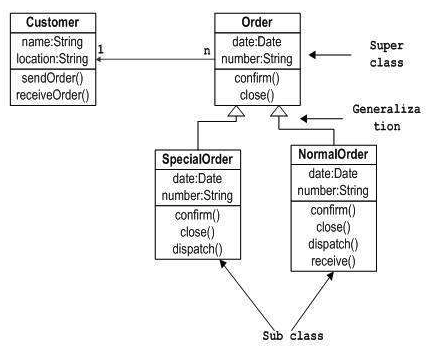 Customer
name:String
location:String
sendOrder()
receiveOrder()
1
n
Order
date:Date
number:String
confirm()
close()
Super
class
Generaliza
tion
SpecialOrder
date:Date
number:String
confirm()
close()
dispatch()
NormalOrder
date:Date
number:String
confirm()
close()
dispatch()
receive()
Sub class